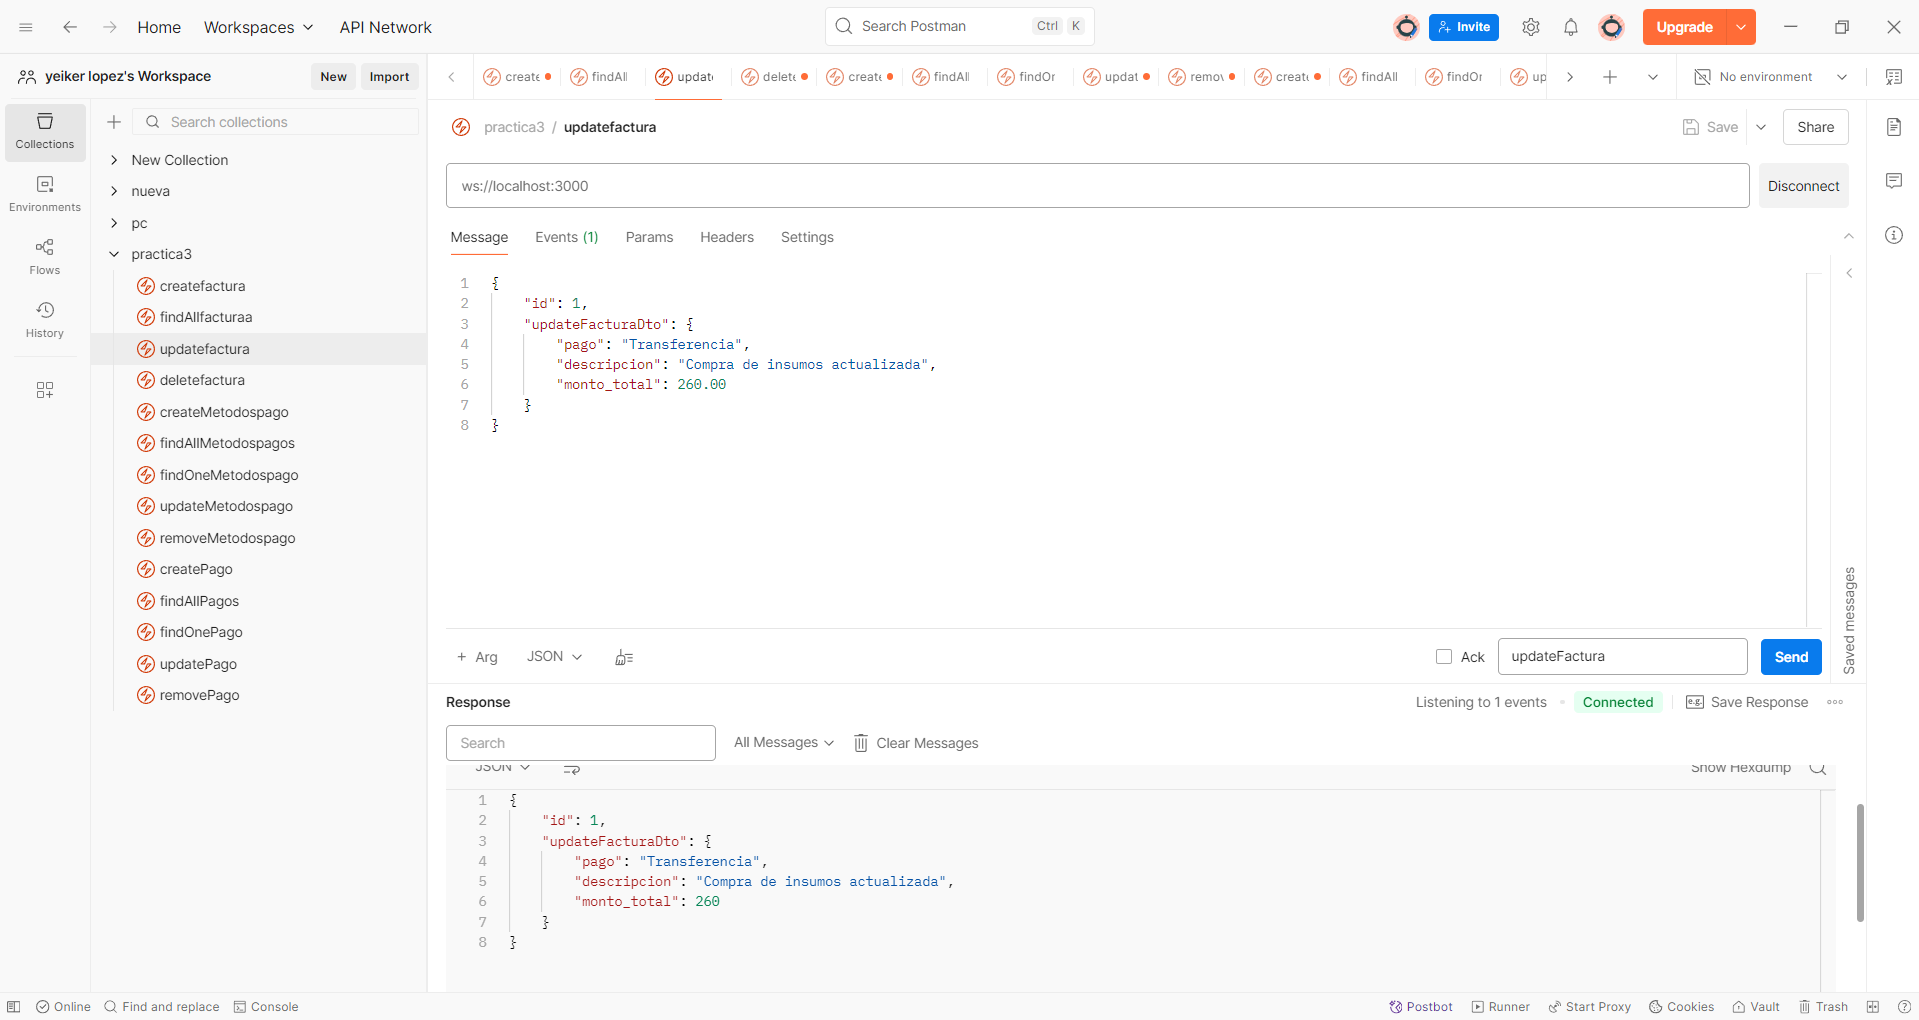 Home Workspaces API Network Search Postman Ctrl K Invite Upgrade
yeiker lopez's Workspace New Import
create findAll update delete create findAll findOr updat remov create findAll findOr up No environment
Collections
Environments
Flows
History
Search collections
New Collection
nueva
pc
practica3
createfactura
findAllfacturaa
updatefactura
deletefactura
createMetodospago
findAllMetodospagos
findOneMetodospago
updateMetodospago
removeMetodospago
createPago
findAllPagos
findOnePago
updatePago
removePago
practica3 / updatefactura Save Share
ws://localhost:3000 Disconnect
Message Events (1) Params Headers Settings
1 {
2 "id": 1,
3 "updateFacturaDto": {
4 "pago": "Transferencia",
5 "descripcion": "Compra de insumos actualizada",
6 "monto_total": 260.00
7 }
8 }
Saved messages
+ Arg JSON Ack updateFactura Send
Response Listening to 1 events Connected e.g. Save Response
Search All Messages Clear Messages
JSON Show Hexdump
1 {
2 "id": 1,
3 "updateFacturaDto": {
4 "pago": "Transferencia",
5 "descripcion": "Compra de insumos actualizada",
6 "monto_total": 260
7 }
8 }
Online Find and replace Console Postbot Runner Start Proxy Cookies Vault Trash